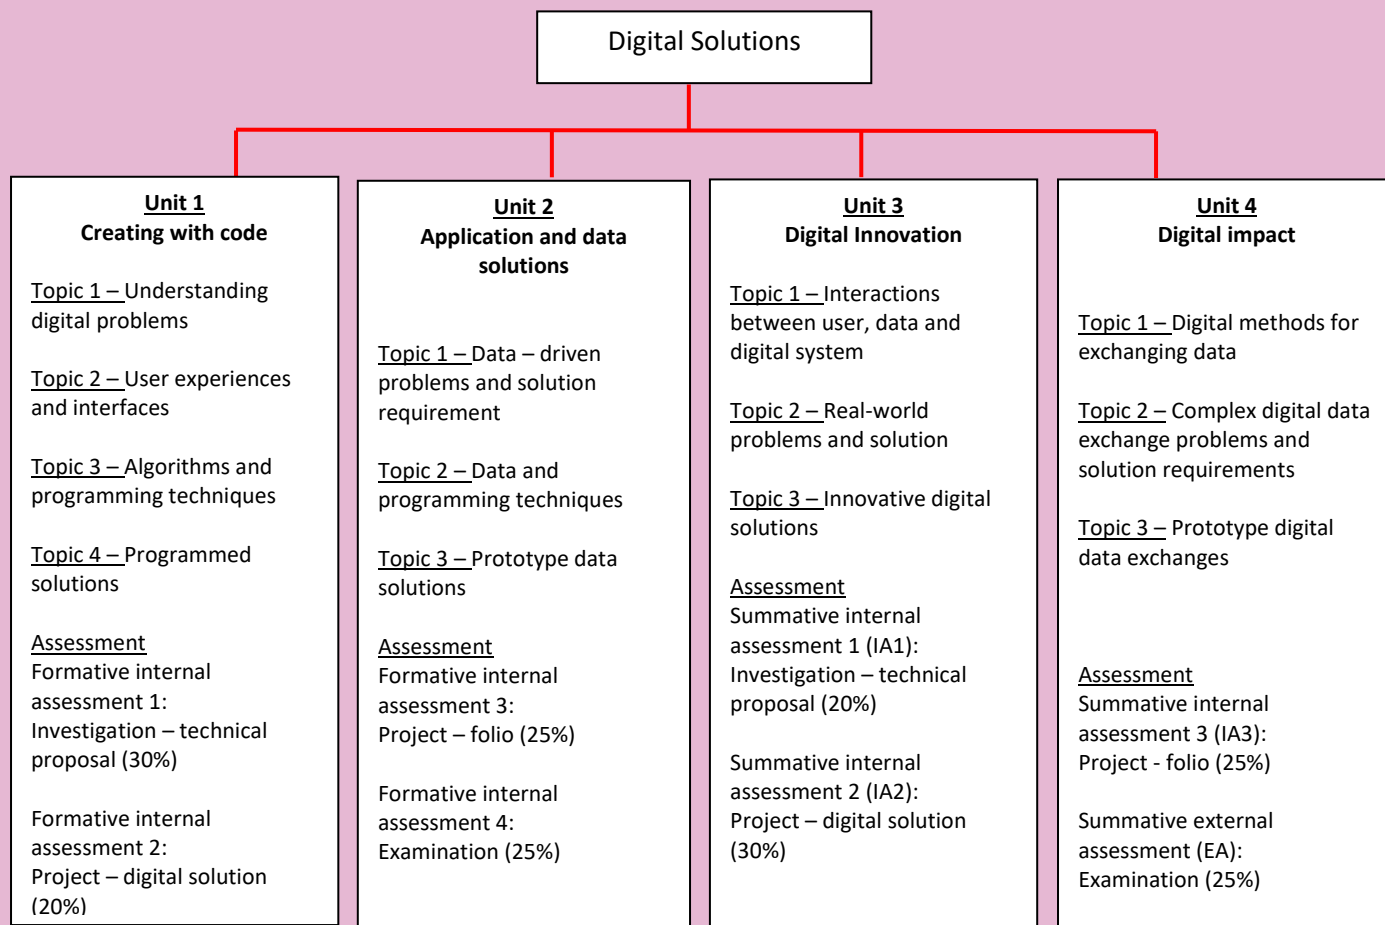 Digital Solutions
Unit 1
Creating with code
Topic 1 – Understanding
digital problems
Topic 2 – User experiences
and interfaces
Topic 3 – Algorithms and
programming techniques
Topic 4 – Programmed
solutions
Assessment
Formative internal
assessment 1:
Investigation – technical
proposal (30%)
Formative internal
assessment 2:
Project – digital solution
(20%)
Unit 2
Application and data
solutions
Topic 1 – Data – driven
problems and solution
requirement
Topic 2 – Data and
programming techniques
Topic 3 – Prototype data
solutions
Assessment
Formative internal
assessment 3:
Project – folio (25%)
Formative internal
assessment 4:
Examination (25%)
Unit 3
Digital Innovation
Topic 1 – Interactions
between user, data and
digital system
Topic 2 – Real-world
problems and solution
Topic 3 – Innovative digital
solutions
Assessment
Summative internal
assessment 1 (IA1):
Investigation – technical
proposal (20%)
Summative internal
assessment 2 (IA2):
Project – digital solution
(30%)
Unit 4
Digital impact
Topic 1 – Digital methods for
exchanging data
Topic 2 – Complex digital data
exchange problems and
solution requirements
Topic 3 – Prototype digital
data exchanges
Assessment
Summative internal
assessment 3 (IA3):
Project - folio (25%)
Summative external
assessment (EA):
Examination (25%)